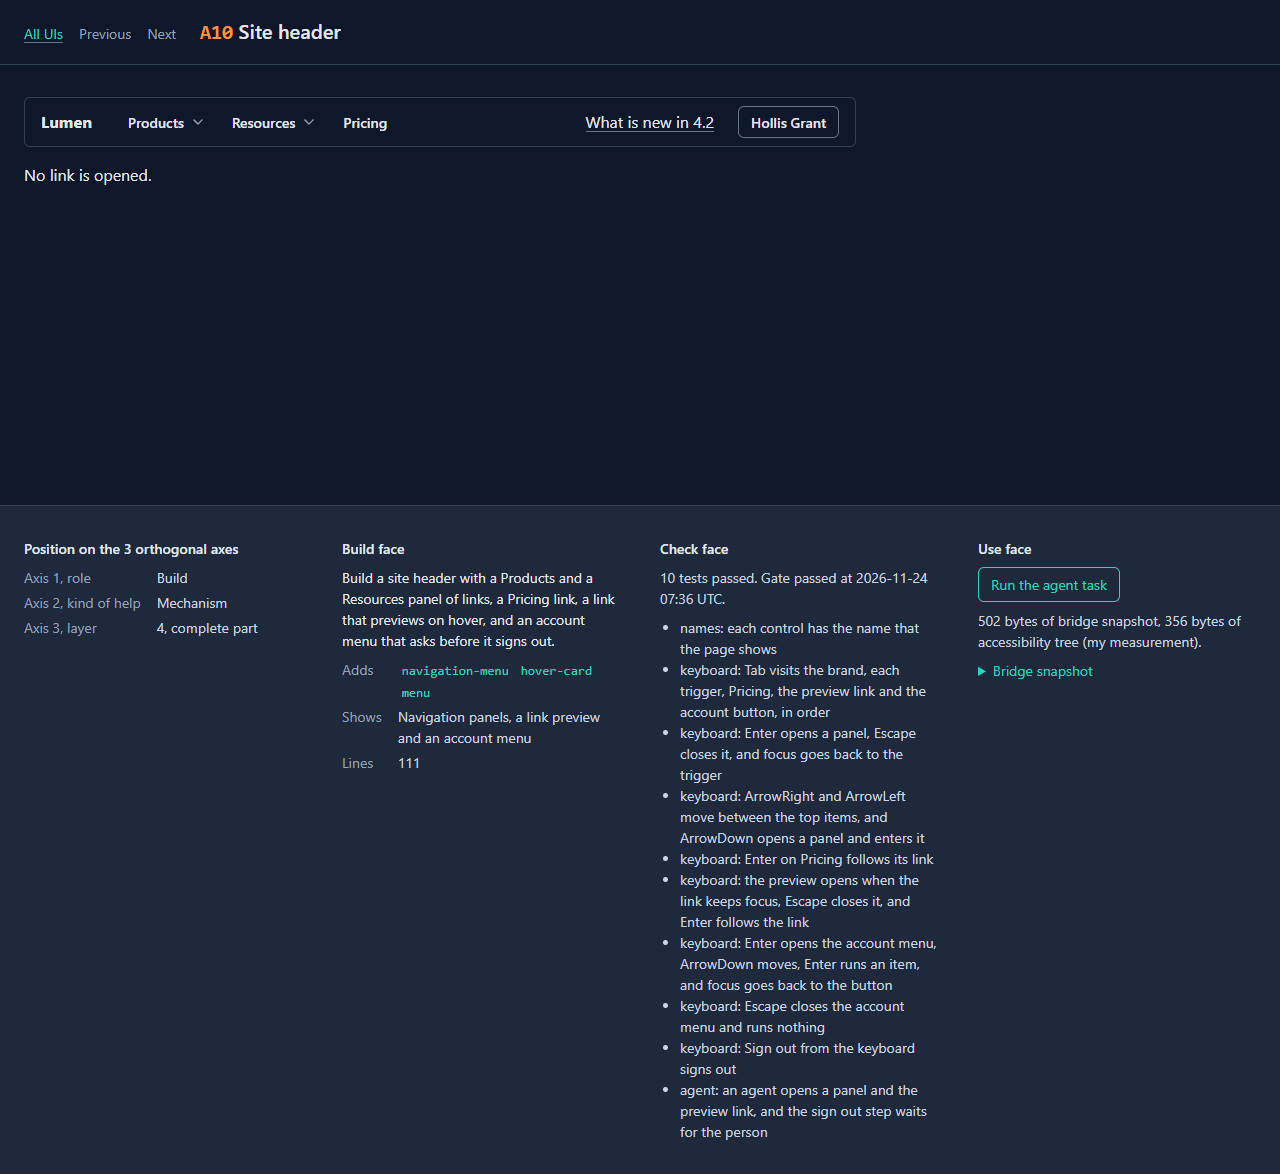 All UIs Previous Next A10 Site header
Lumen Products Resources Pricing What is new in 4.2 Hollis Grant
No link is opened.
Position on the 3 orthogonal axes
Axis 1, role Build
Axis 2, kind of help Mechanism
Axis 3, layer 4, complete part
Build face
Build a site header with a Products and a
Resources panel of links, a Pricing link, a link
that previews on hover, and an account
menu that asks before it signs out.
Adds navigation-menu hover-card
menu
Shows Navigation panels, a link preview
and an account menu
Lines 111
Check face
10 tests passed. Gate passed at 2026-11-24
07:36 UTC.
• names: each control has the name that
the page shows
• keyboard: Tab visits the brand, each
trigger, Pricing, the preview link and the
account button, in order
• keyboard: Enter opens a panel, Escape
closes it, and focus goes back to the
trigger
• keyboard: ArrowRight and ArrowLeft
move between the top items, and
ArrowDown opens a panel and enters it
• keyboard: Enter on Pricing follows its link
• keyboard: the preview opens when the
link keeps focus, Escape closes it, and
Enter follows the link
• keyboard: Enter opens the account menu,
ArrowDown moves, Enter runs an item,
and focus goes back to the button
• keyboard: Escape closes the account
menu and runs nothing
• keyboard: Sign out from the keyboard
signs out
• agent: an agent opens a panel and the
preview link, and the sign out step waits
for the person
Use face
Run the agent task
502 bytes of bridge snapshot, 356 bytes of
accessibility tree (my measurement).
Bridge snapshot